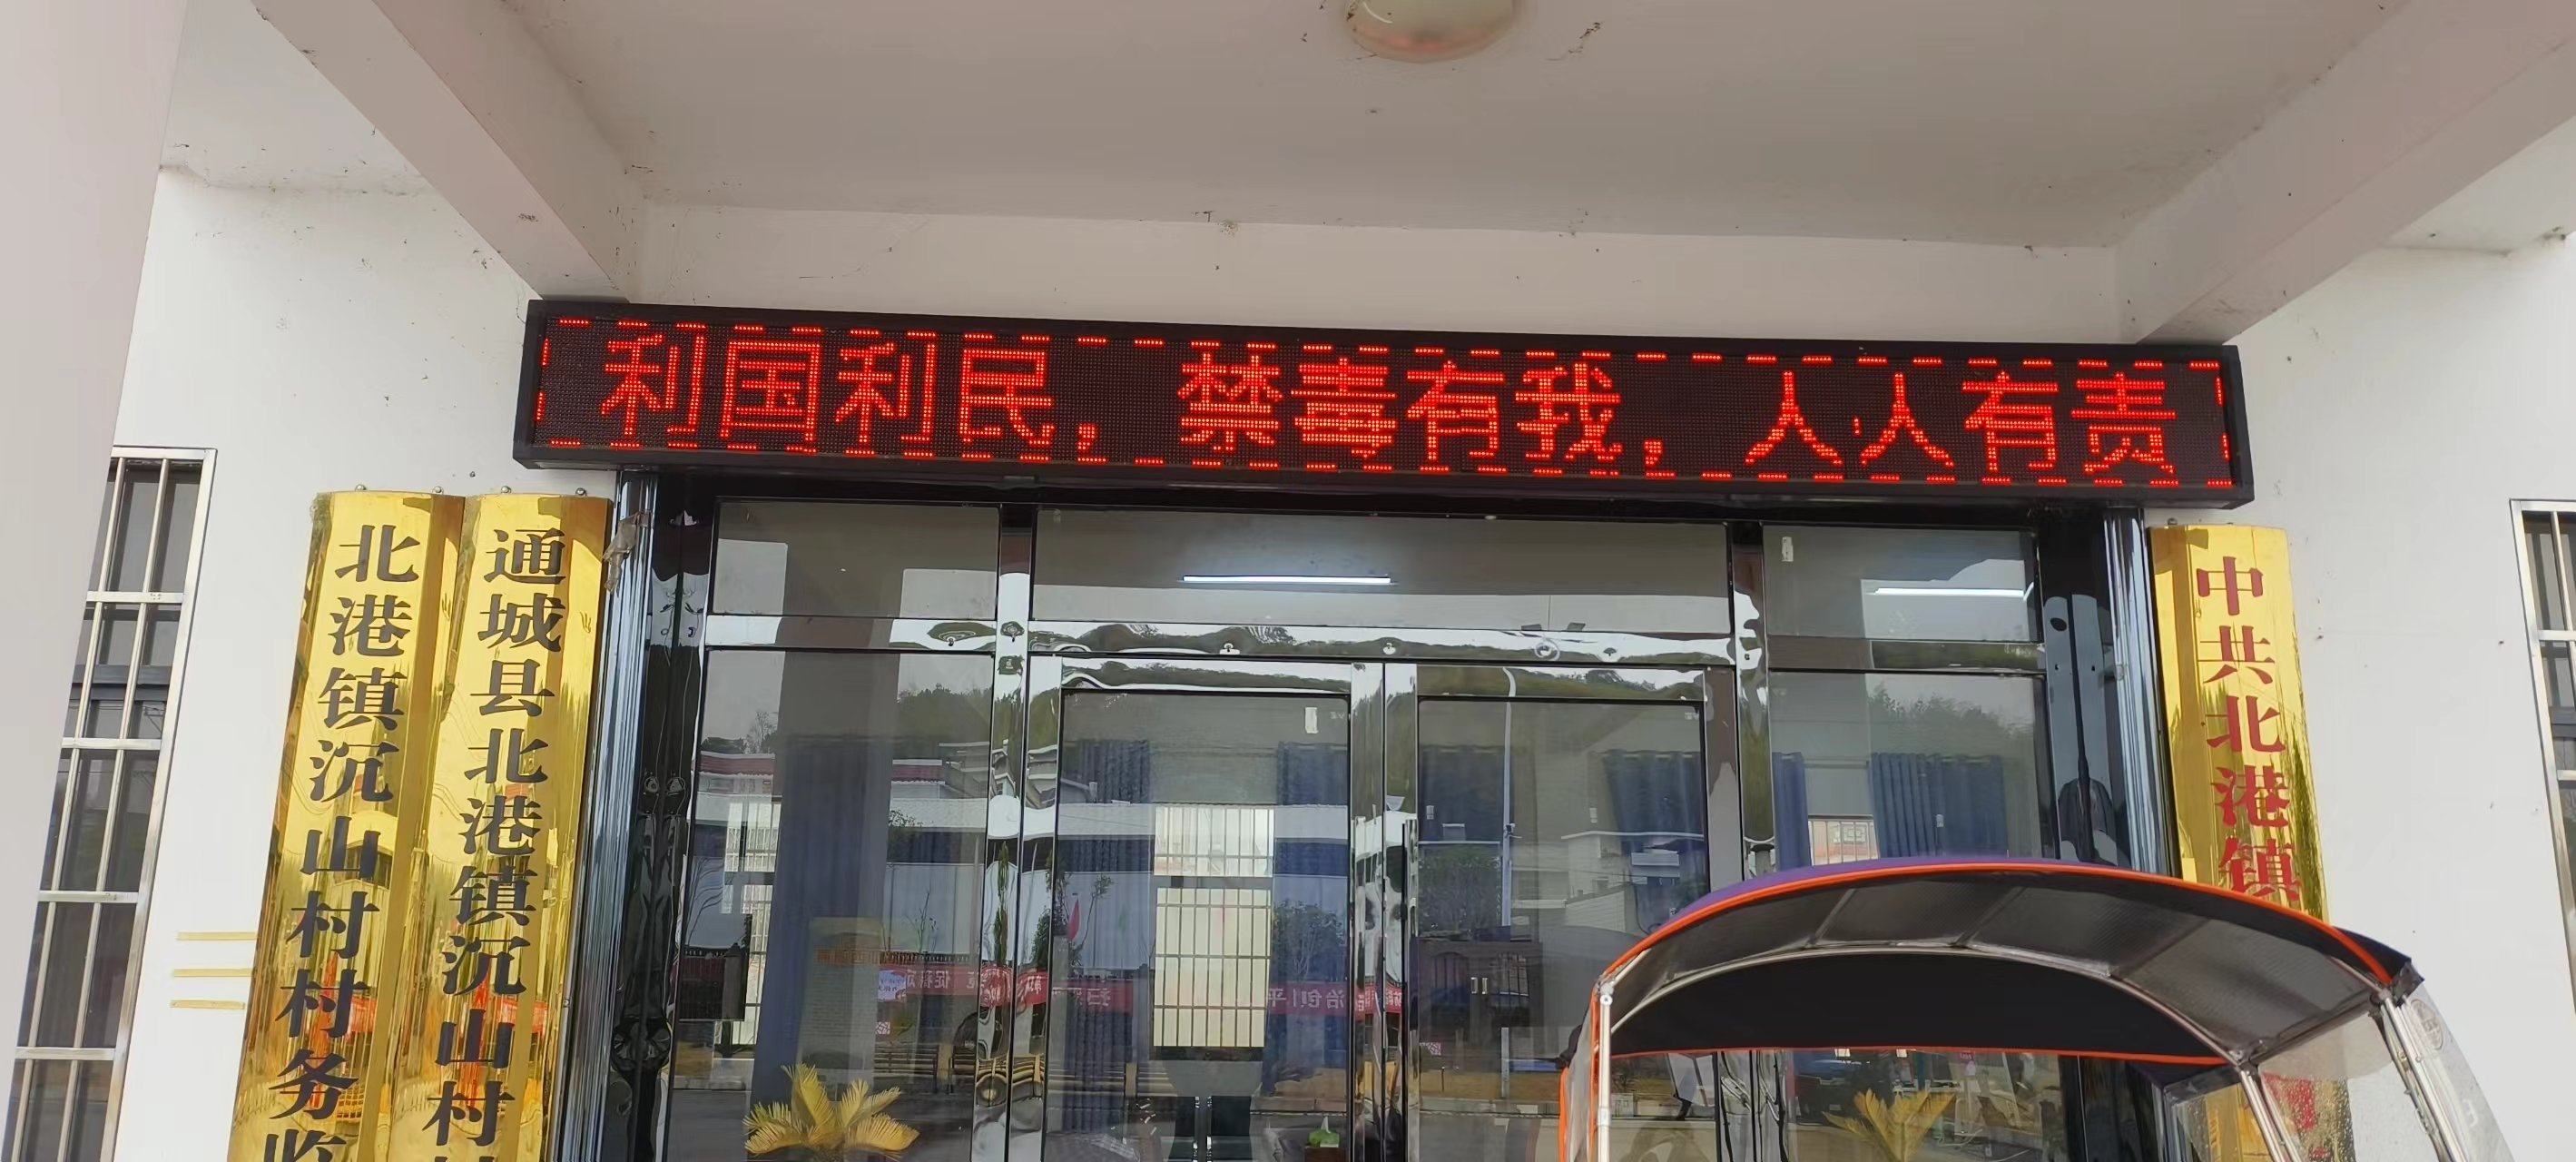 利国利民，禁毒有我，人人有责
北港镇沉山村村务监
通城县北港镇沉山村
中共北港镇